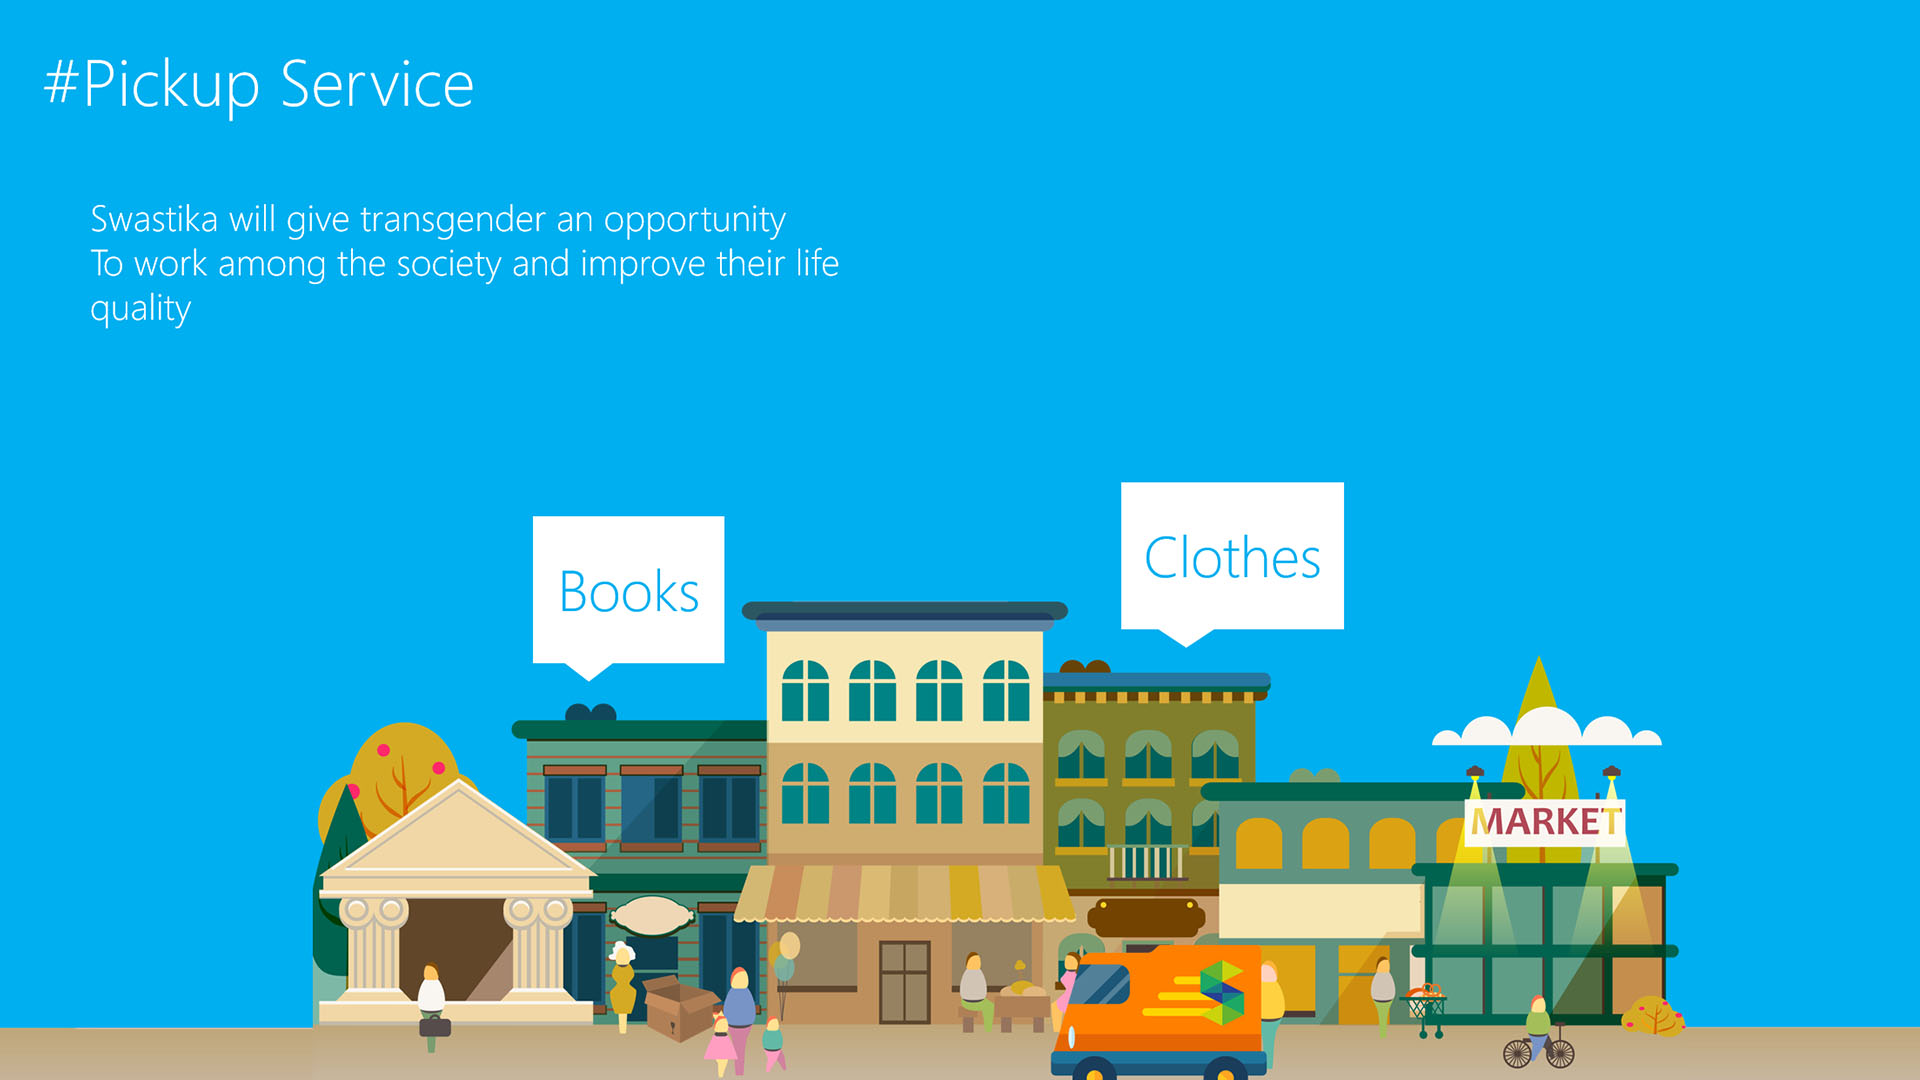 #Pickup Service
Swastika will give transgender an opportunity
To work among the society and improve their life
quality
Clothes
Books
MARKET